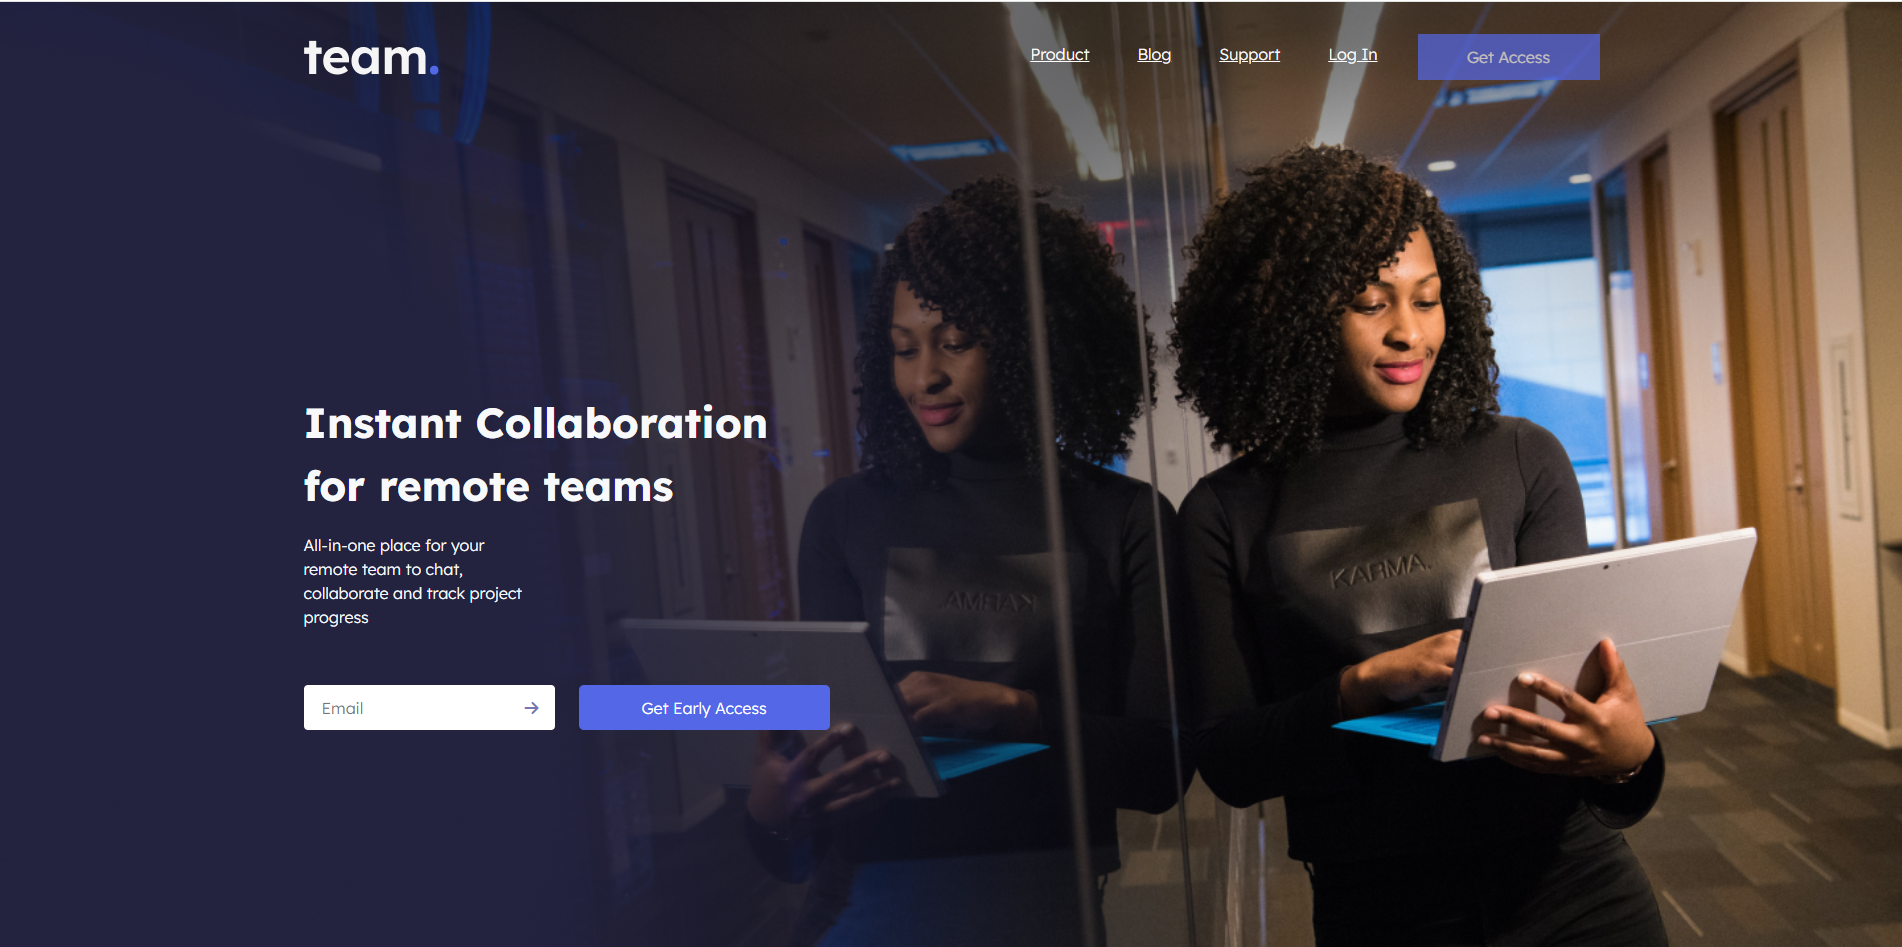 team.
Product Blog Support Log In Get Access
Instant Collaboration
for remote teams
All-in-one place for your
remote team to chat,
collaborate and track project
progress
Email → Get Early Access
KARMA.
KARMA